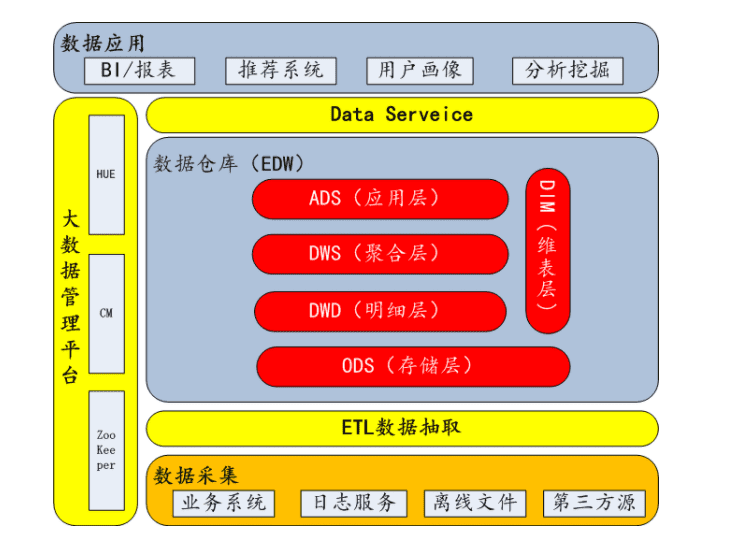 数据应用
BI/报表
推荐系统
用户画像
分析挖掘
Data Serveice
大数据管理平台
HUE
CM
Zoo
Kee
per
数据仓库（EDW）
ADS（应用层）
DWS（聚合层）
DWD（明细层）
ODS（存储层）
DIM（维表层）
ETL数据抽取
数据采集
业务系统
日志服务
离线文件
第三方源